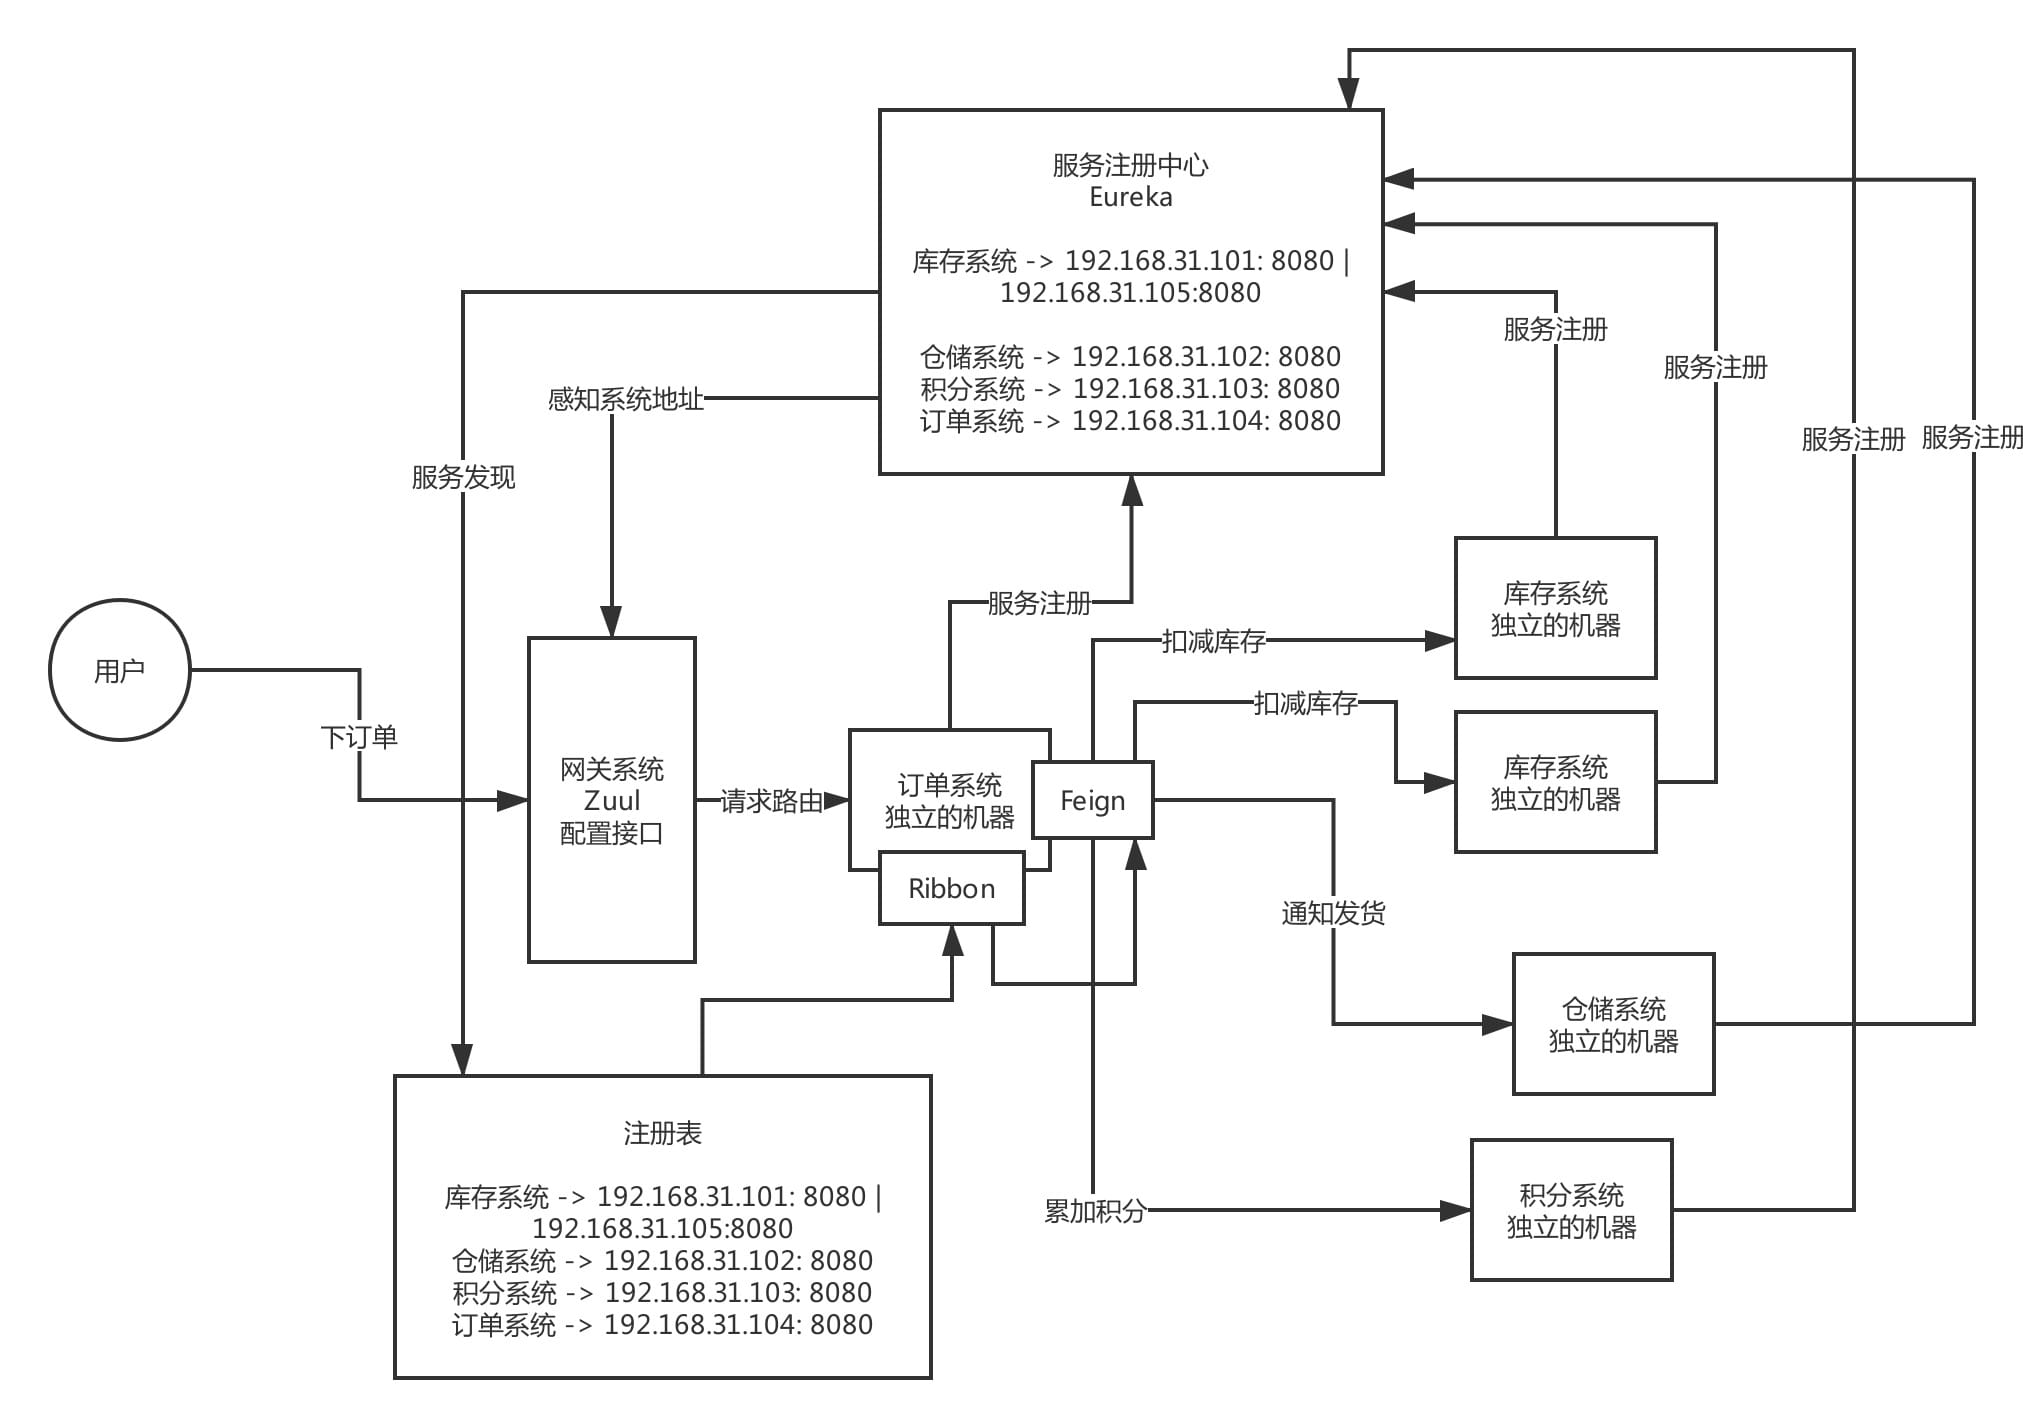 服务注册中心
Eureka
库存系统 -> 192.168.31.101: 8080 |
192.168.31.105:8080
仓储系统 -> 192.168.31.102: 8080
积分系统 -> 192.168.31.103: 8080
订单系统 -> 192.168.31.104: 8080
服务注册
服务注册
服务注册
服务注册
感知系统地址
服务发现
服务注册
库存系统
独立的机器
扣减库存
用户
下订单
网关系统
Zuul
配置接口
请求路由
订单系统
独立的机器
Feign
Ribbon
扣减库存
库存系统
独立的机器
通知发货
仓储系统
独立的机器
累加积分
积分系统
独立的机器
注册表
库存系统 -> 192.168.31.101: 8080 |
192.168.31.105:8080
仓储系统 -> 192.168.31.102: 8080
积分系统 -> 192.168.31.103: 8080
订单系统 -> 192.168.31.104: 8080